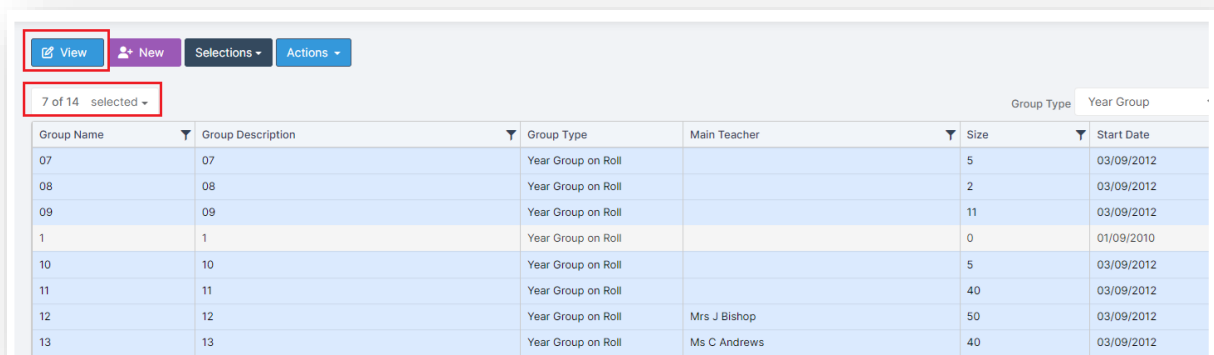 View New Selections Actions
7 of 14 selected Group Type Year Group
Group Name Group Description Group Type Main Teacher Size Start Date
07 07 Year Group on Roll 5 03/09/2012
08 08 Year Group on Roll 2 03/09/2012
09 09 Year Group on Roll 11 03/09/2012
1 1 Year Group on Roll 0 01/09/2010
10 10 Year Group on Roll 5 03/09/2012
11 11 Year Group on Roll 40 03/09/2012
12 12 Year Group on Roll Mrs J Bishop 50 03/09/2012
13 13 Year Group on Roll Ms C Andrews 40 03/09/2012